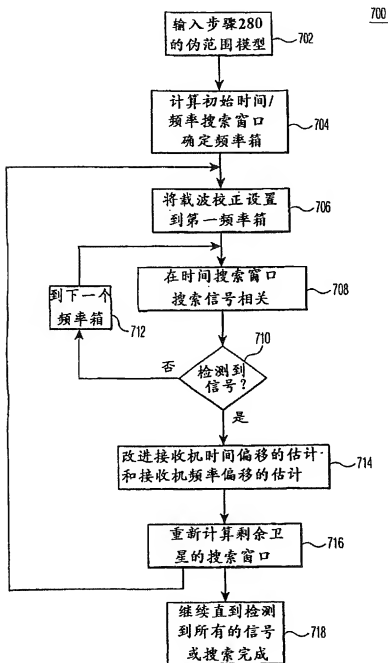 700
输入步骤280
的伪范围模型
702
计算初始时间/
频率搜索窗口
确定频率箱
704
将载波校正设置
到第一频率箱
706
在时间搜索窗口
搜索信号相关
708
到下一个
频率箱
712
710
检测到
信号？
否
是
改进接收机时间偏移的估计
和接收机频率偏移的估计
714
重新计算剩余卫
星的搜索窗口
716
继续直到检测
到所有的信号
或搜索完成
718